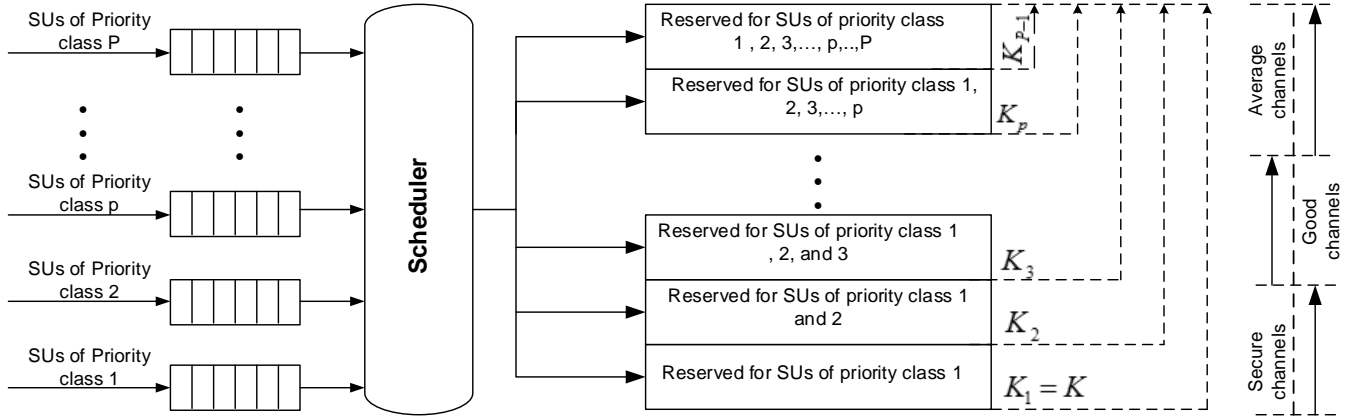 SUs of Priority
class P
SUs of Priority
class p
SUs of Priority
class 2
SUs of Priority
class 1
Scheduler
Reserved for SUs of priority class
1 , 2, 3,…, p,..,P
Reserved for SUs of priority class 1,
2, 3,…, p
Reserved for SUs of priority class 1
, 2, and 3
Reserved for SUs of priority class 1
and 2
Reserved for SUs of priority class 1
K_{p-1}
K_p
K_3
K_2
K_1 = K
Average
channels
Good
channels
Secure
channels